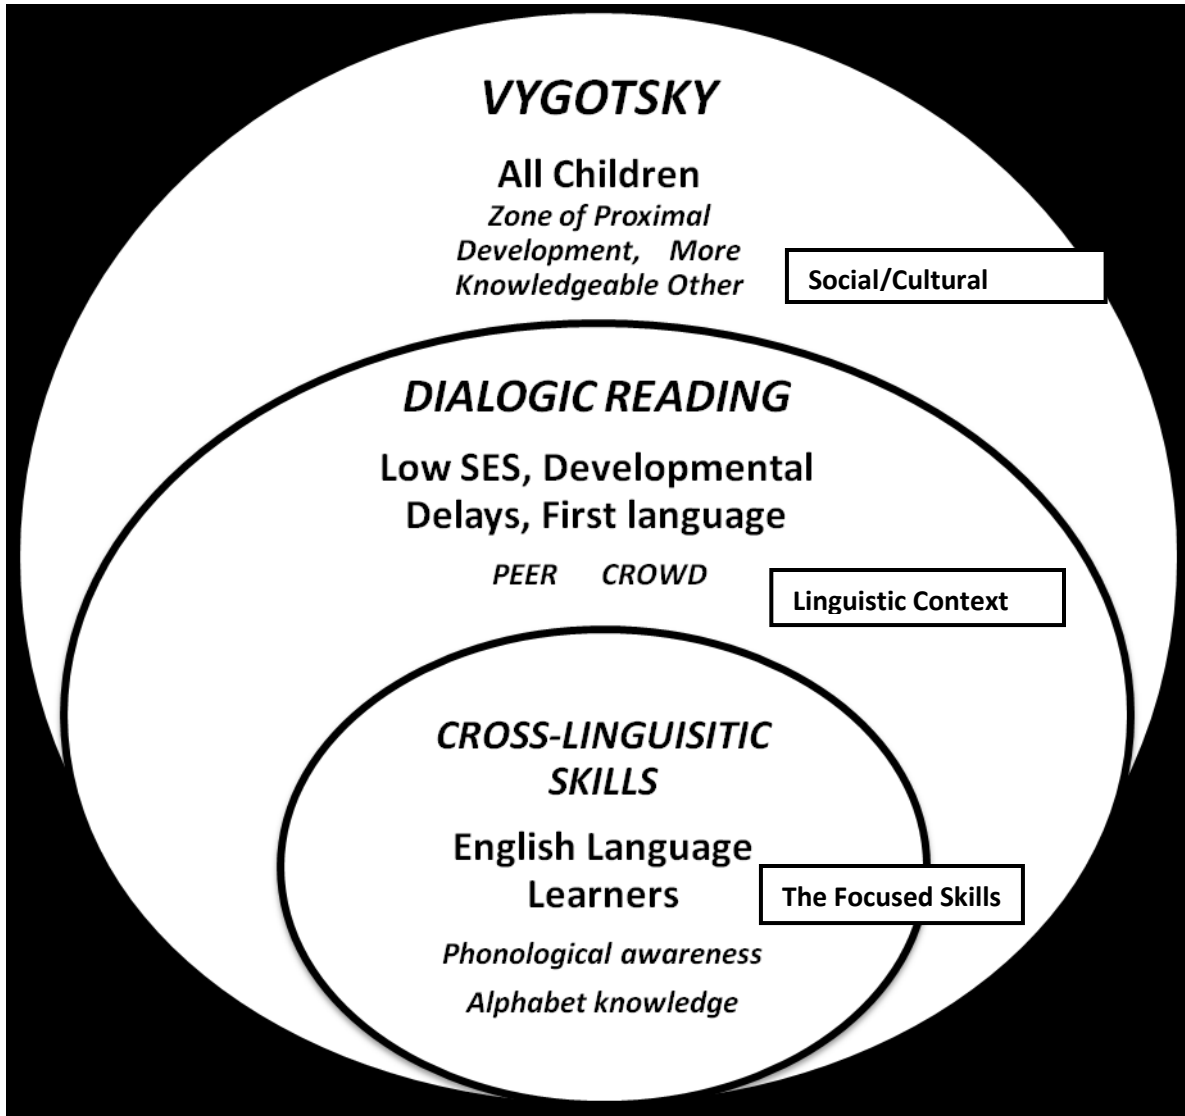 VYGOTSKY
All Children
Zone of Proximal
Development, More
Knowledgeable Other
Social/Cultural
DIALOGIC READING
Low SES, Developmental
Delays, First language
PEER CROWD
Linguistic Context
CROSS-LINGUISITIC
SKILLS
English Language
Learners
The Focused Skills
Phonological awareness
Alphabet knowledge